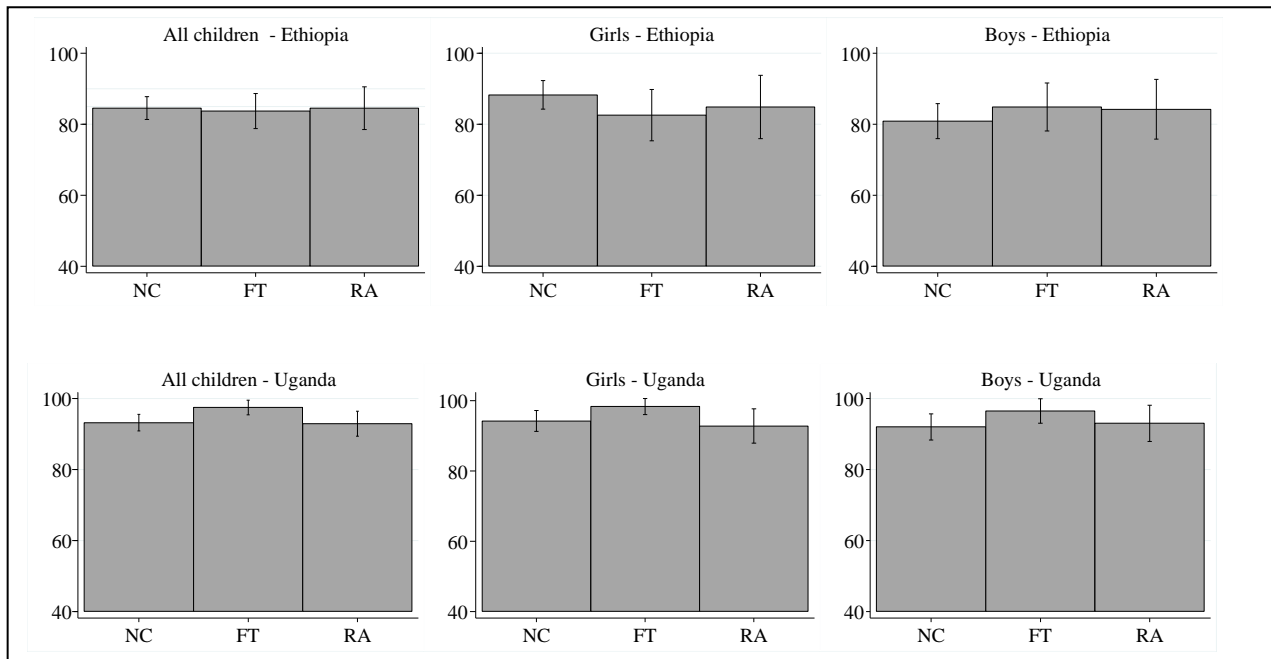 All children - Ethiopia
100
80
60
40
NC FT RA
Girls - Ethiopia
100
80
60
40
NC FT RA
Boys - Ethiopia
100
80
60
40
NC FT RA
All children - Uganda
100
80
60
40
NC FT RA
Girls - Uganda
100
80
60
40
NC FT RA
Boys - Uganda
100
80
60
40
NC FT RA